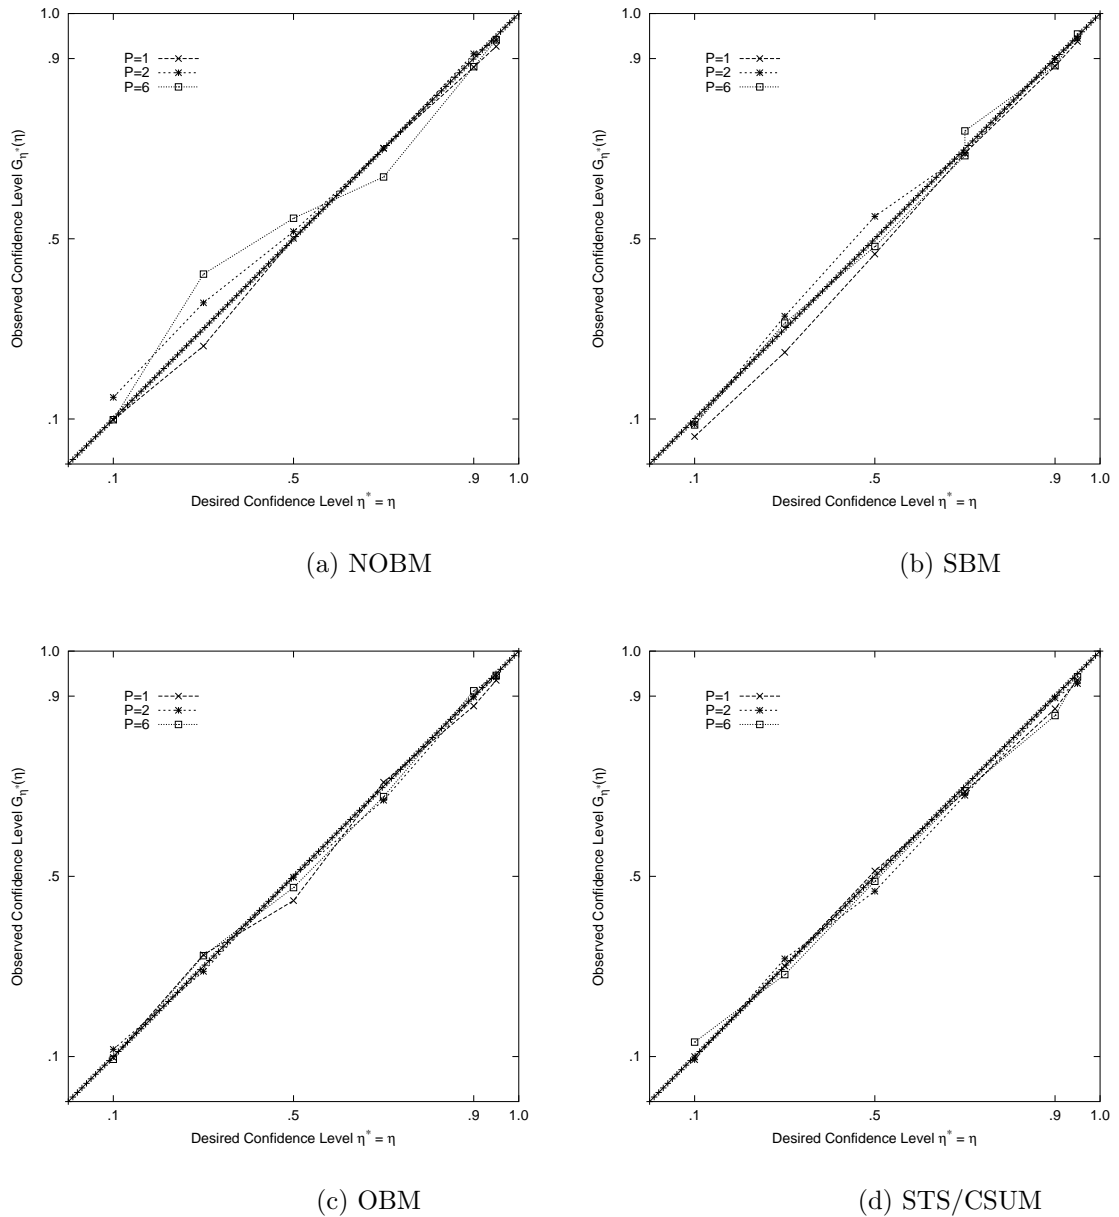 1.0
.9
.5
.1
Observed Confidence Level Gη*(η)
P=1
P=2
P=6
.1 .5 .9 1.0
Desired Confidence Level η* = η
(a) NOBM
1.0
.9
.5
.1
Observed Confidence Level Gη*(η)
P=1
P=2
P=6
.1 .5 .9 1.0
Desired Confidence Level η* = η
(b) SBM
1.0
.9
.5
.1
Observed Confidence Level Gη*(η)
P=1
P=2
P=6
.1 .5 .9 1.0
Desired Confidence Level η* = η
(c) OBM
1.0
.9
.5
.1
Observed Confidence Level Gη*(η)
P=1
P=2
P=6
.1 .5 .9 1.0
Desired Confidence Level η* = η
(d) STS/CSUM